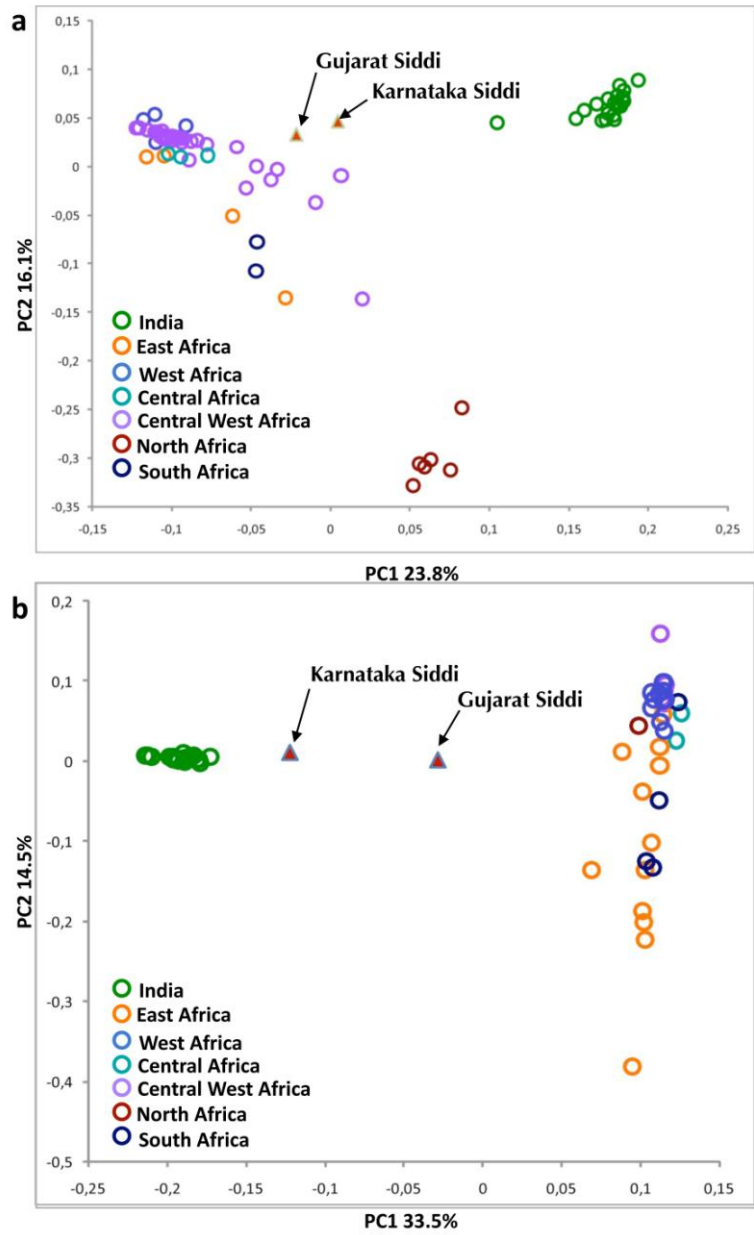 a
0,15
0,1
0,05
0
-0,05
-0,1
-0,15
-0,2
-0,25
-0,3
-0,35
PC2 16.1%
Gujarat Siddi
Karnataka Siddi
India
East Africa
West Africa
Central Africa
Central West Africa
North Africa
South Africa
-0,15 -0,1 -0,05 0 0,05 0,1 0,15 0,2 0,25
PC1 23.8%
b
0,2
0,1
0
-0,1
-0,2
-0,3
-0,4
-0,5
PC2 14.5%
Karnataka Siddi
Gujarat Siddi
India
East Africa
West Africa
Central Africa
Central West Africa
North Africa
South Africa
-0,25 -0,2 -0,15 -0,1 -0,05 0 0,05 0,1 0,15
PC1 33.5%